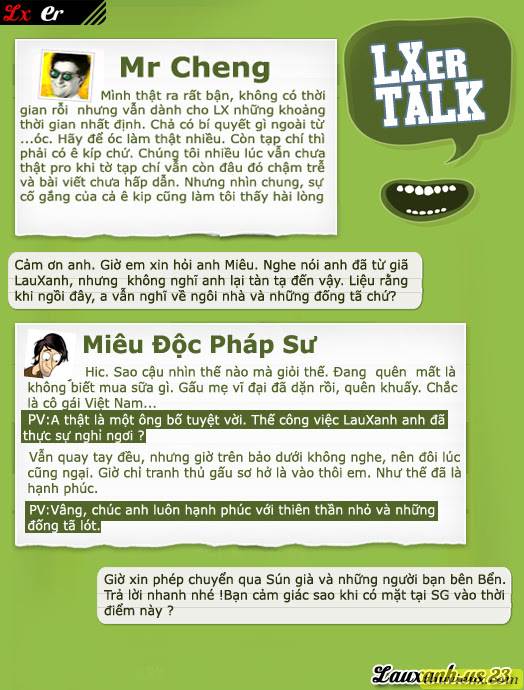 Lx er
LXER
TALK
Mr Cheng
Mình thật ra rất bận, không có thời
gian rỗi nhưng vẫn dành cho LX những khoảng
thời gian nhất định. Chả có bí quyết gì ngoài từ
...óc. Hãy để óc làm thật nhiều. Còn tạp chí thì
phải có ê kíp chứ. Chúng tôi nhiều lúc vẫn chưa
thật pro khi tờ tạp chí vẫn còn đâu đó chậm trễ
và bài viết chưa hấp dẫn. Nhưng nhìn chung, sự
cố gắng của cả ê kip cũng làm tôi thấy hài lòng
Cảm ơn anh. Giờ em xin hỏi anh Miêu. Nghe nói anh đã từ giã
LauXanh, nhưng không nghĩ anh lại tàn tạ đến vậy. Liệu rằng
khi ngồi đây, a vẫn nghĩ về ngôi nhà và những đống tã chứ?
Miêu Độc Pháp Sư
Hic. Sao cậu nhìn thế nào mà giỏi thế. Đang quên mất là
không biết mua sữa gì. Gấu mẹ vĩ đại đã dặn rồi, quên khuấy. Chắc
là cô gái Việt Nam...
PV:A thật là một ông bố tuyệt vời. Thế công việc LauXanh anh đã
thực sự nghỉ ngơi ?
Vẫn quay tay đều, nhưng giờ trên bảo dưới không nghe, nên đôi lúc
cũng ngại. Giờ chỉ tranh thủ gấu sơ hở là vào thôi em. Như thế đã là
hạnh phúc.
PV:Vâng, chúc anh luôn hạnh phúc với thiên thần nhỏ và những
đống tã lót.
Giờ xin phép chuyển qua Sún già và những người bạn bên Bển.
Trả lời nhanh nhé !Bạn cảm giác sao khi có mặt tại SG vào thời
điểm này ?
Lauxanh.us 23